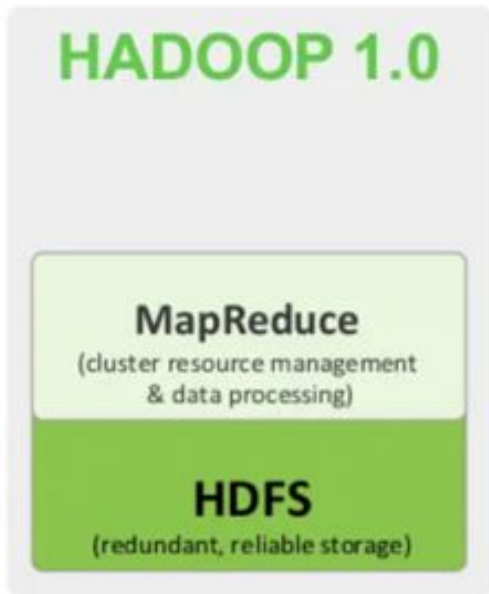 HADOOP 1.0
MapReduce
(cluster resource management
& data processing)
HDFS
(redundant, reliable storage)